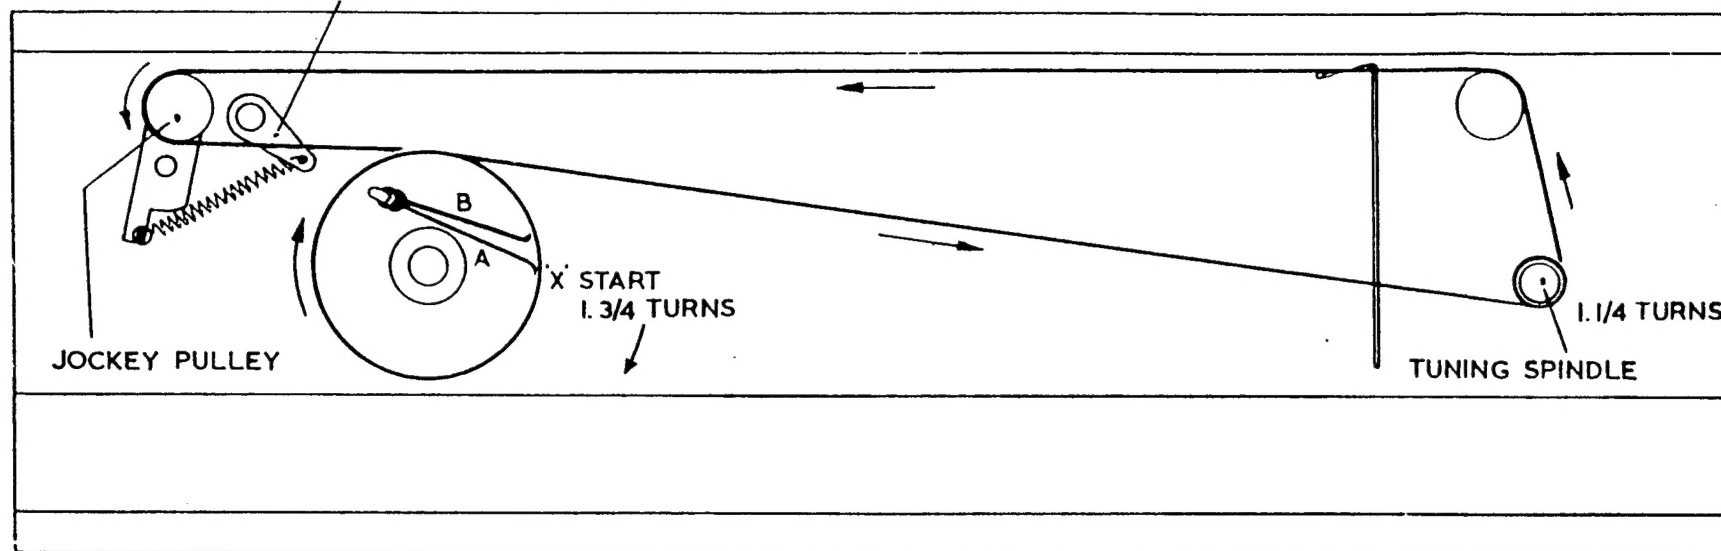 B
A
'X' START
1.3/4 TURNS
1.1/4 TURNS
JOCKEY PULLEY
TUNING SPINDLE